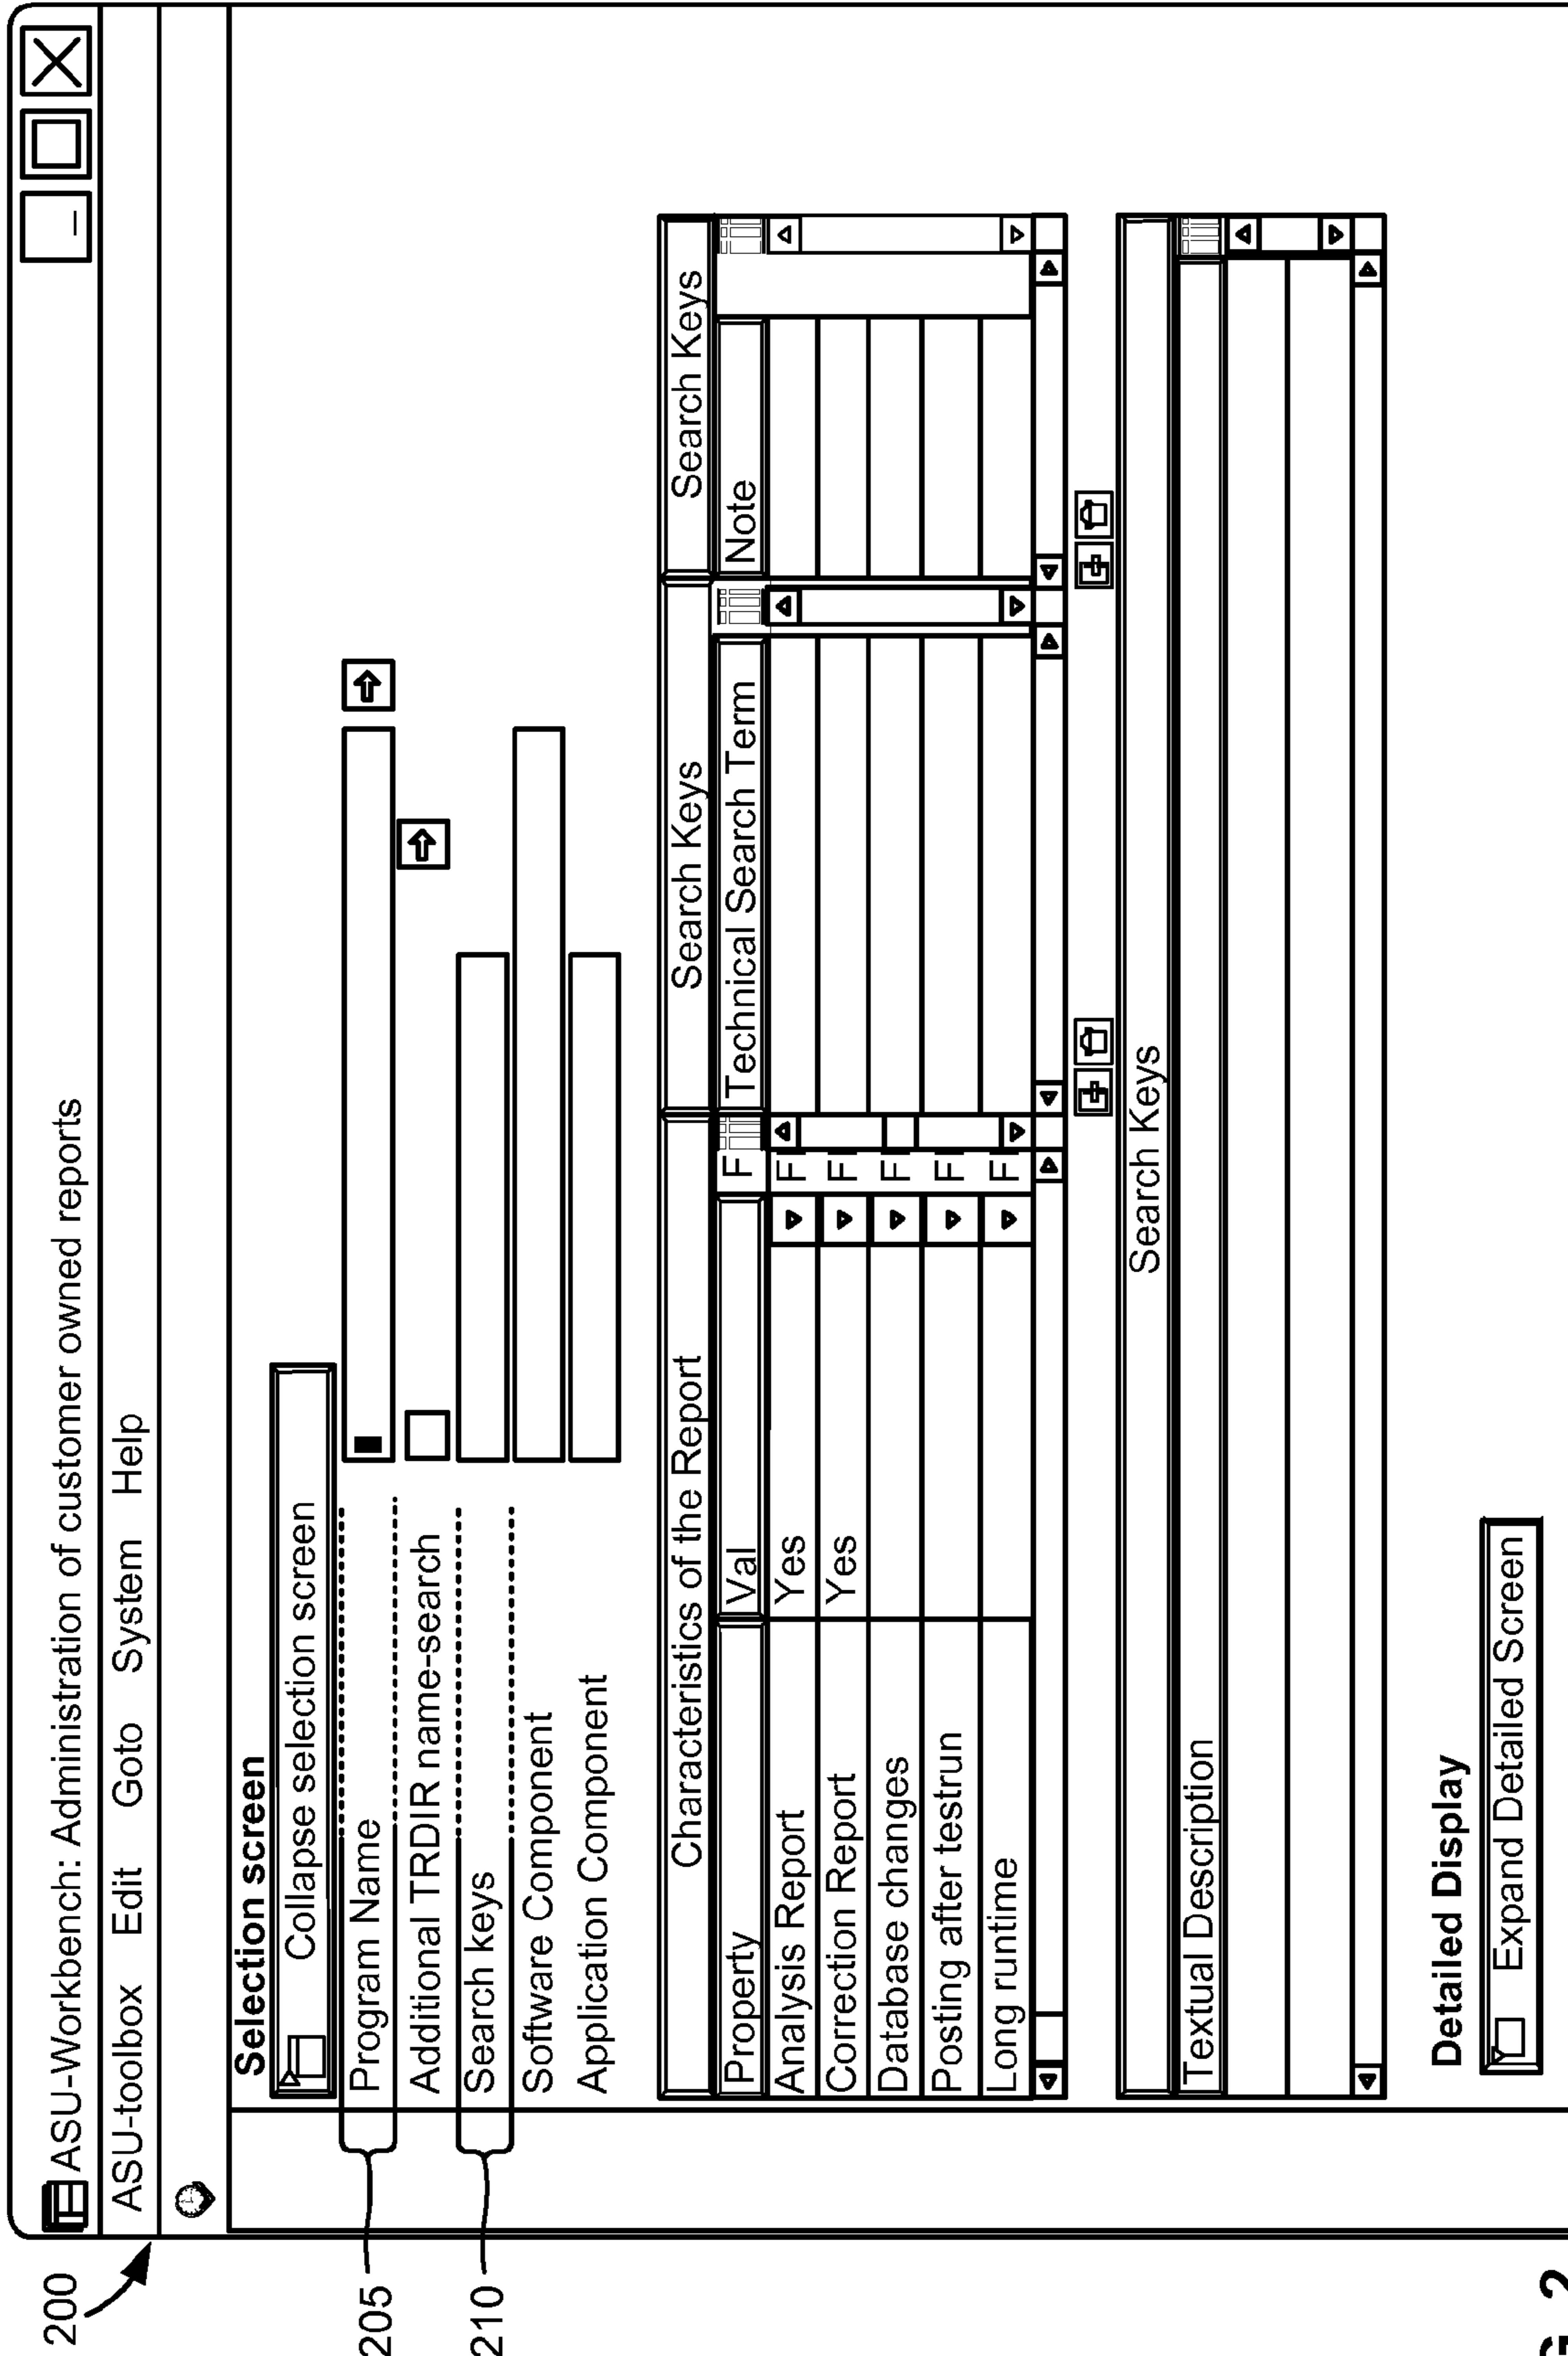 200
ASU-Workbench: Administration of customer owned reports
ASU-toolbox Edit Goto System Help
Selection screen
Collapse selection screen
205
Program Name
Additional TRDIR name-search
210
Search keys
Software Component
Application Component
Characteristics of the Report Search Keys Search Keys
Property Val F Technical Search Term Note
Analysis Report Yes F
Correction Report Yes F
Database changes F
Posting after testrun F
Long runtime F
Search Keys
Textual Description
Detailed Display
Expand Detailed Screen